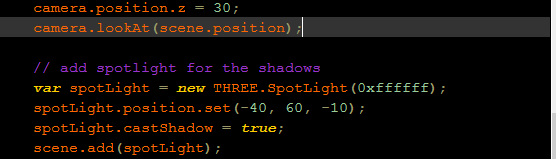 camera.position.z = 30;
camera.lookAt(scene.position);
// add spotlight for the shadows
var spotLight = new THREE.SpotLight(0xffffff);
spotLight.position.set(-40, 60, -10);
spotLight.castShadow = true;
scene.add(spotLight);